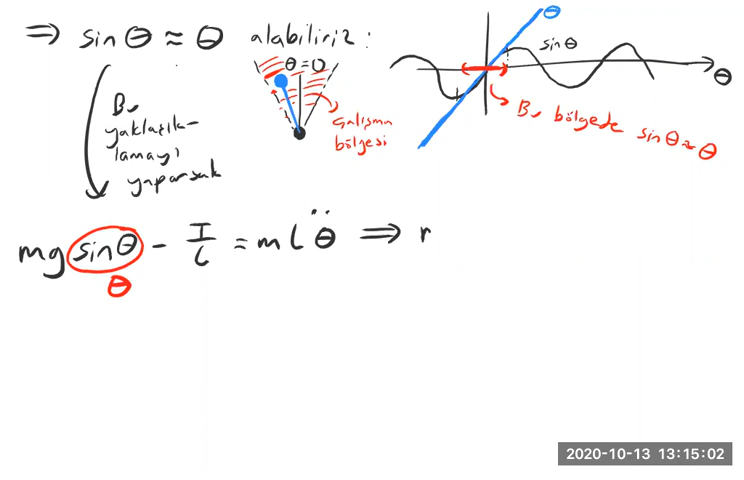 ⇒ sin θ ≈ θ alabiliriz :
θ = 0
Çalışma
bölgesi
θ
sin θ
θ
Bu bölgede sin θ ≈ θ
Bu
yaklaşık-
lamayı
yaparsak
mg sin θ - T/L = m L θ̈ ⇒ r
θ
2020-10-13 13:15:02